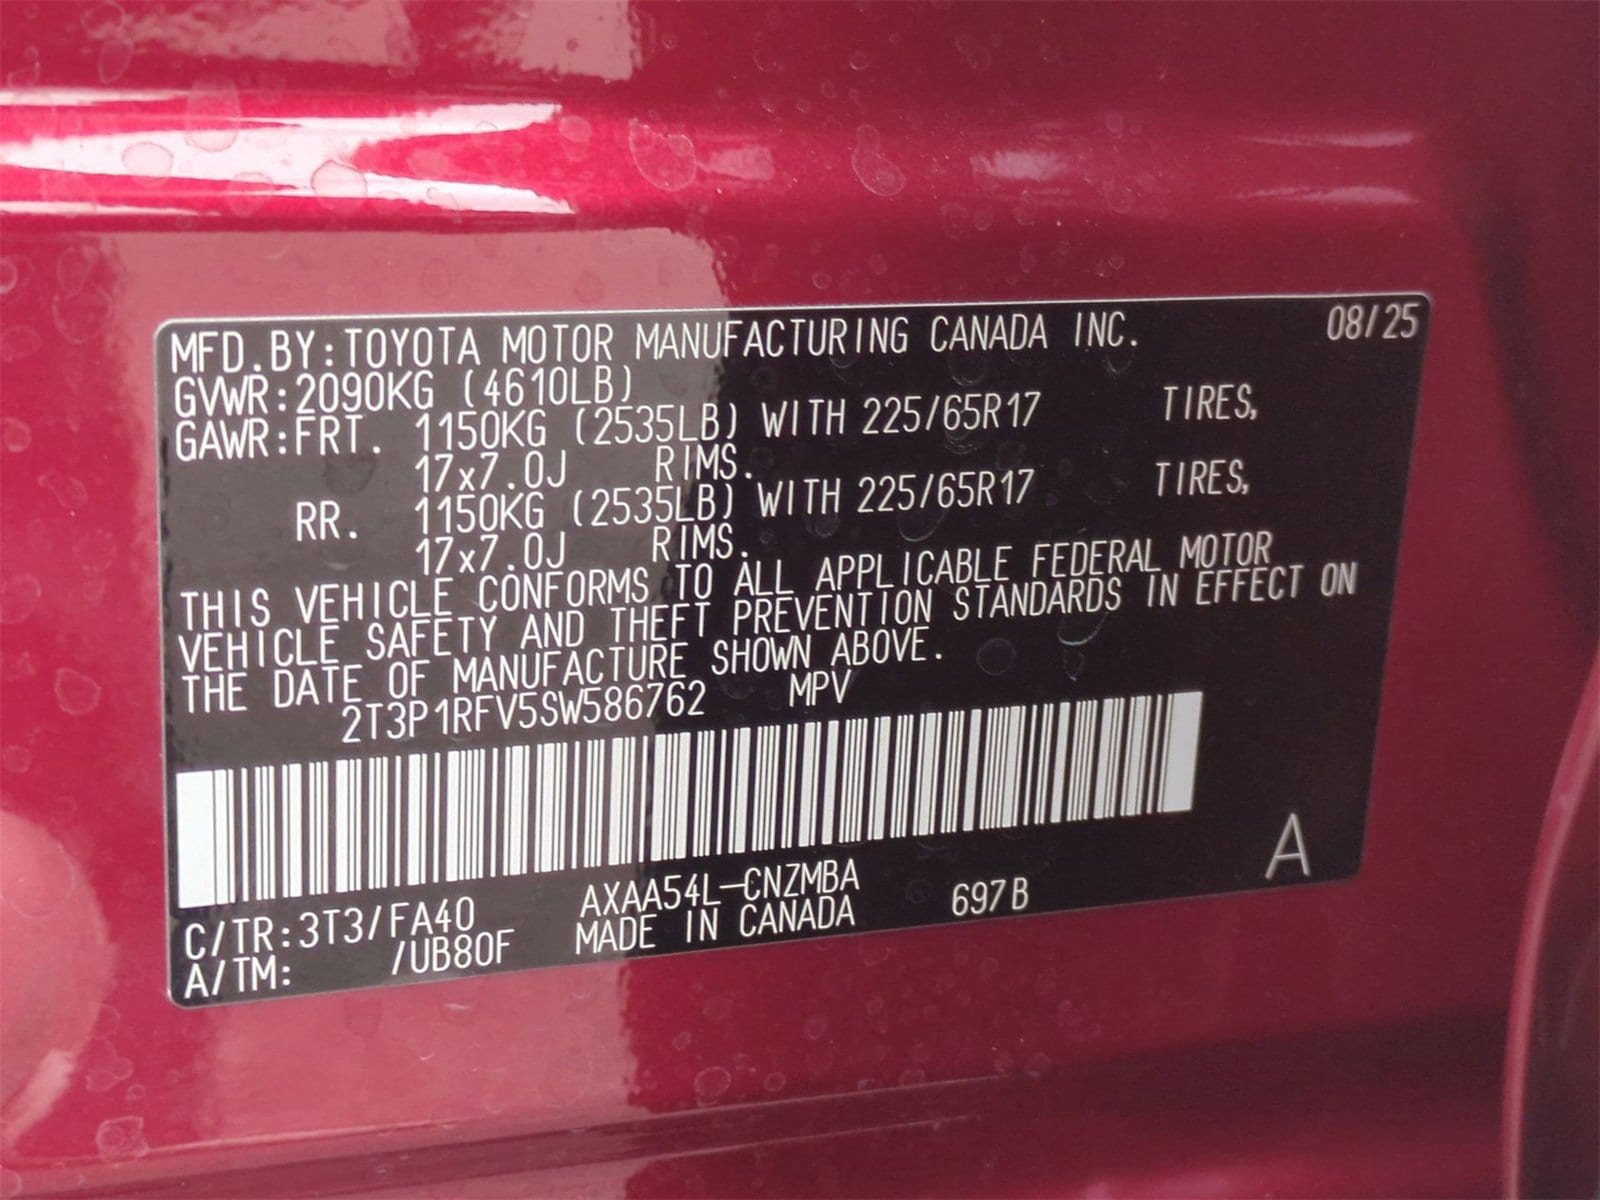 MFD.BY:TOYOTA MOTOR MANUFACTURING CANADA INC. 08/25
GVWR:2090KG (4610LB)
GAWR:FRT. 1150KG (2535LB) WITH 225/65R17 TIRES,
17x7.0J RIMS.
RR. 1150KG (2535LB) WITH 225/65R17 TIRES,
17x7.0J RIMS.
THIS VEHICLE CONFORMS TO ALL APPLICABLE FEDERAL MOTOR
VEHICLE SAFETY AND THEFT PREVENTION STANDARDS IN EFFECT ON
THE DATE OF MANUFACTURE SHOWN ABOVE.
2T3P1RFV5SW586762 MPV
C/TR:3T3/FA40 AXAA54L-CNZMBA 697B A
A/TM: /UB80F MADE IN CANADA